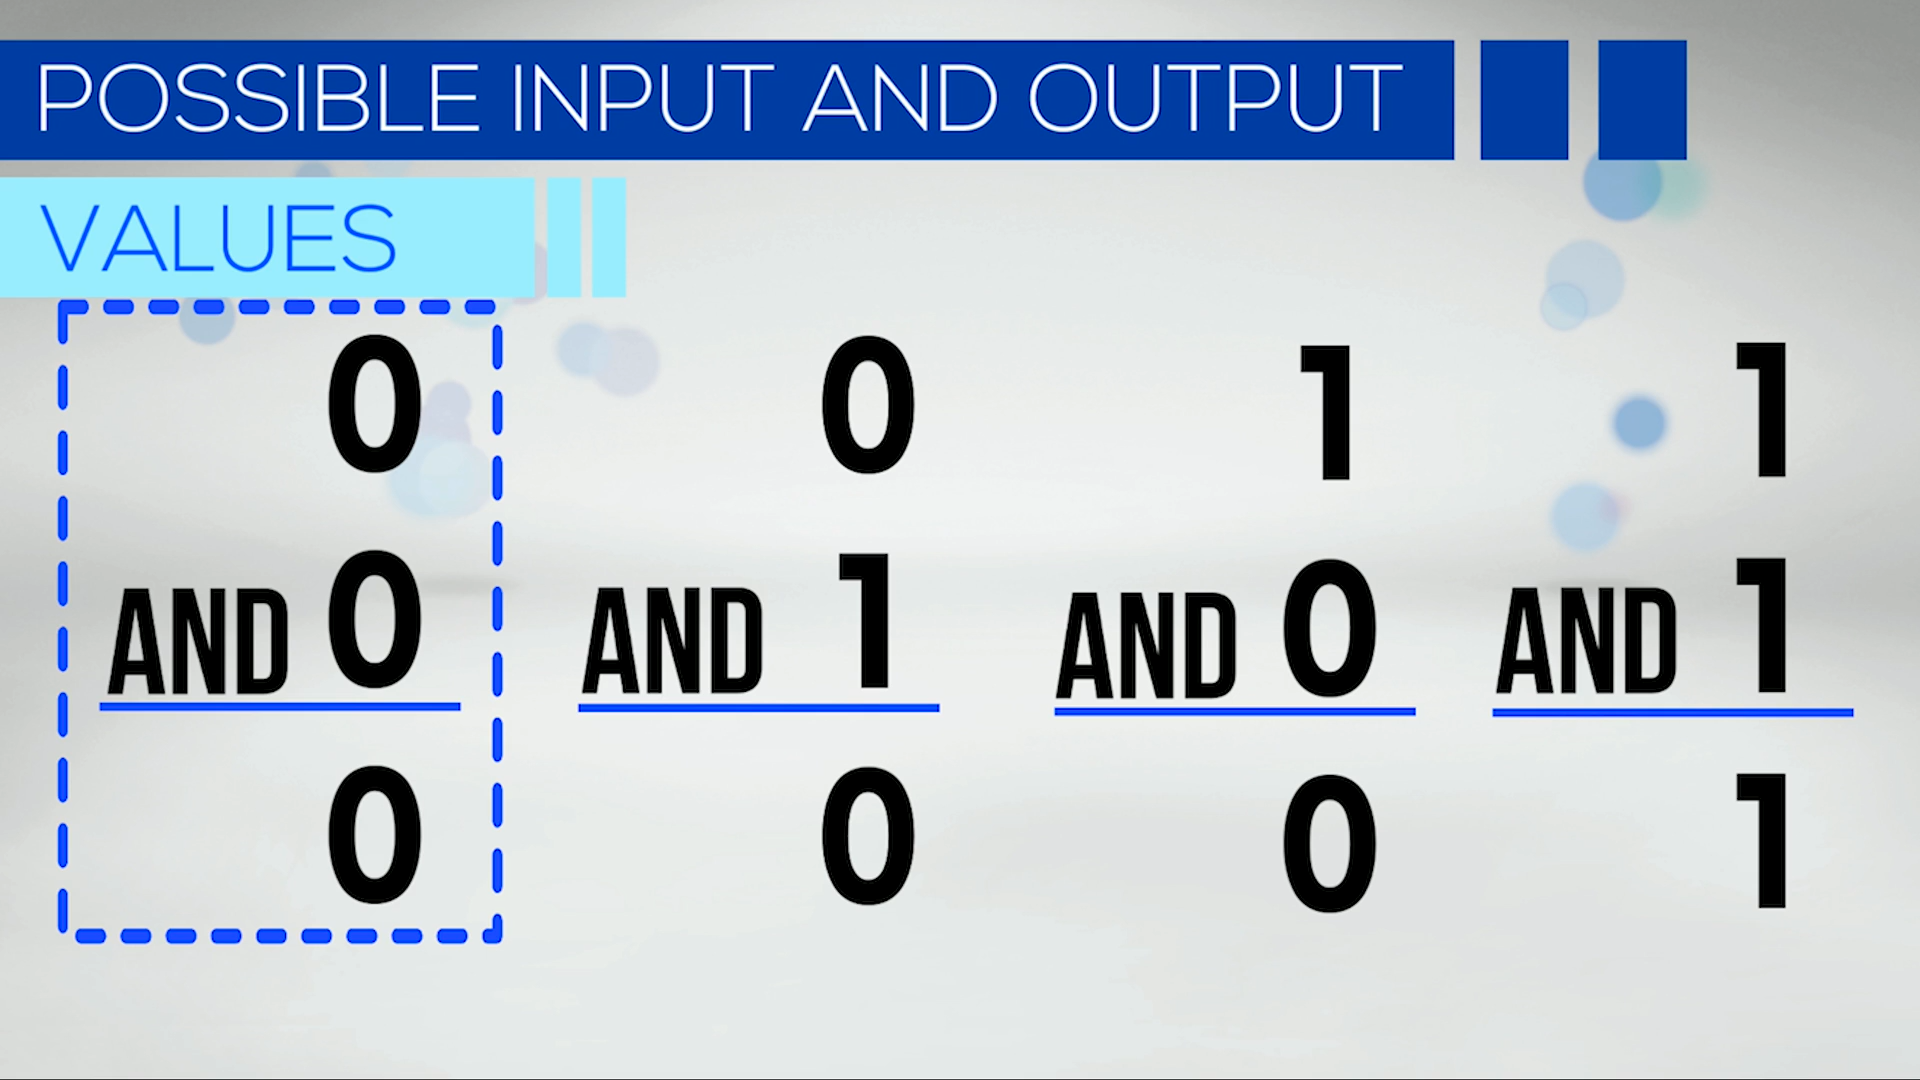 POSSIBLE INPUT AND OUTPUT
VALUES
0 0 1 1
AND 0 AND 1 AND 0 AND 1
0 0 0 1